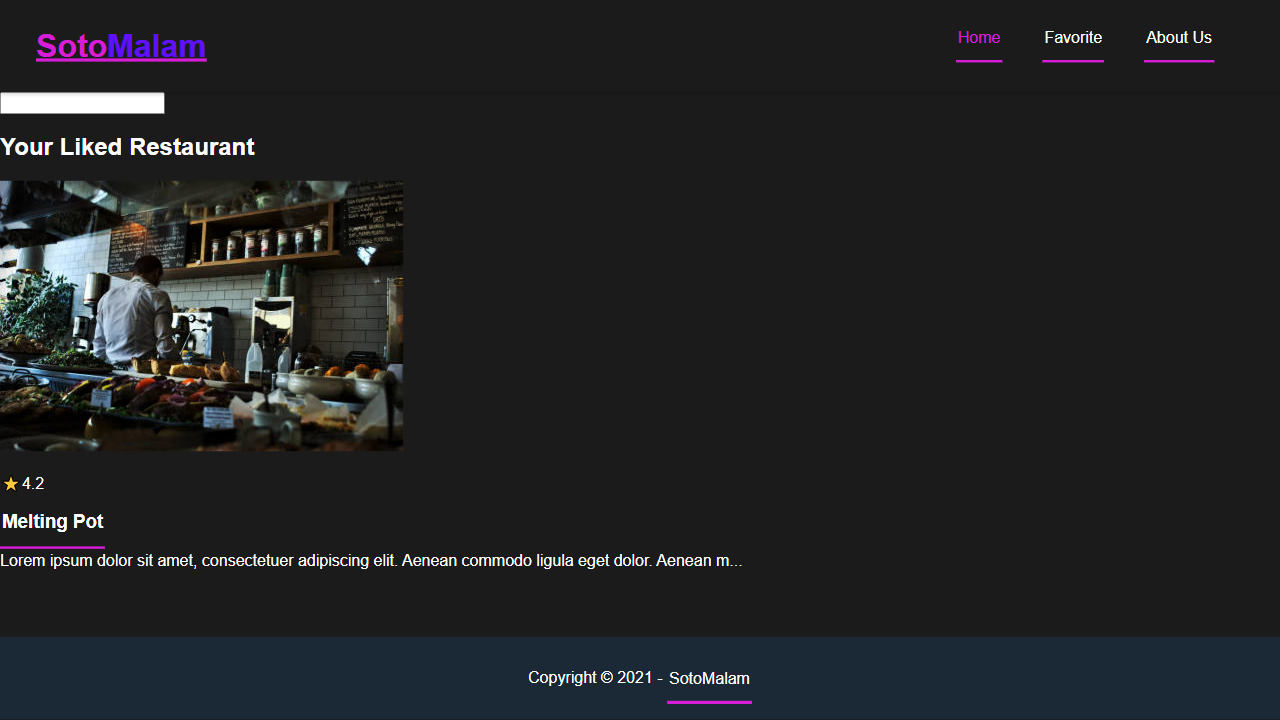 SotoMalam
Home Favorite About Us
Your Liked Restaurant
4.2
Melting Pot
Lorem ipsum dolor sit amet, consectetuer adipiscing elit. Aenean commodo ligula eget dolor. Aenean m...
Copyright © 2021 - SotoMalam